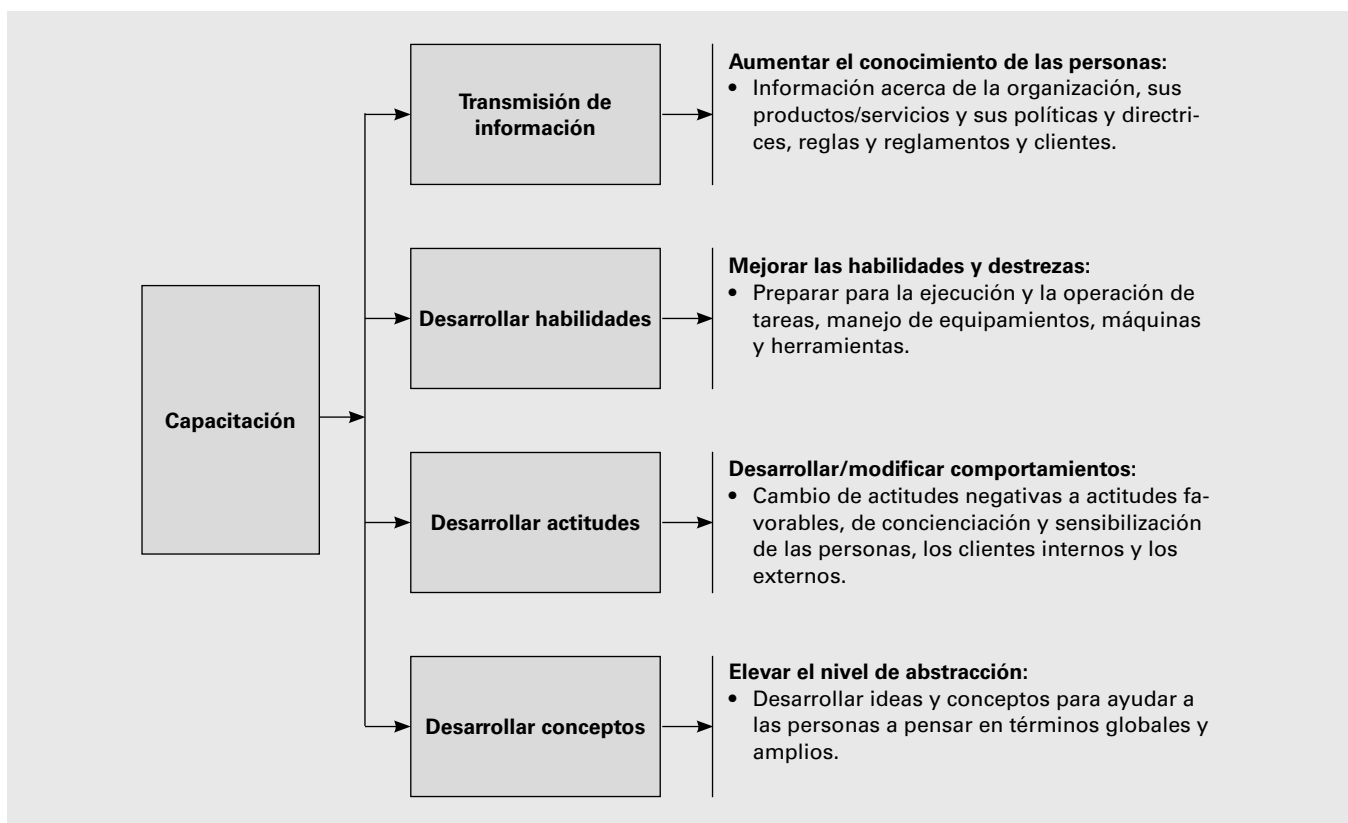 Capacitación
Transmisión de
información
Aumentar el conocimiento de las personas:
• Información acerca de la organización, sus
productos/servicios y sus políticas y directri-
ces, reglas y reglamentos y clientes.
Desarrollar habilidades
Mejorar las habilidades y destrezas:
• Preparar para la ejecución y la operación de
tareas, manejo de equipamientos, máquinas
y herramientas.
Desarrollar actitudes
Desarrollar/modificar comportamientos:
• Cambio de actitudes negativas a actitudes fa-
vorables, de concienciación y sensibilización
de las personas, los clientes internos y los
externos.
Desarrollar conceptos
Elevar el nivel de abstracción:
• Desarrollar ideas y conceptos para ayudar a
las personas a pensar en términos globales y
amplios.